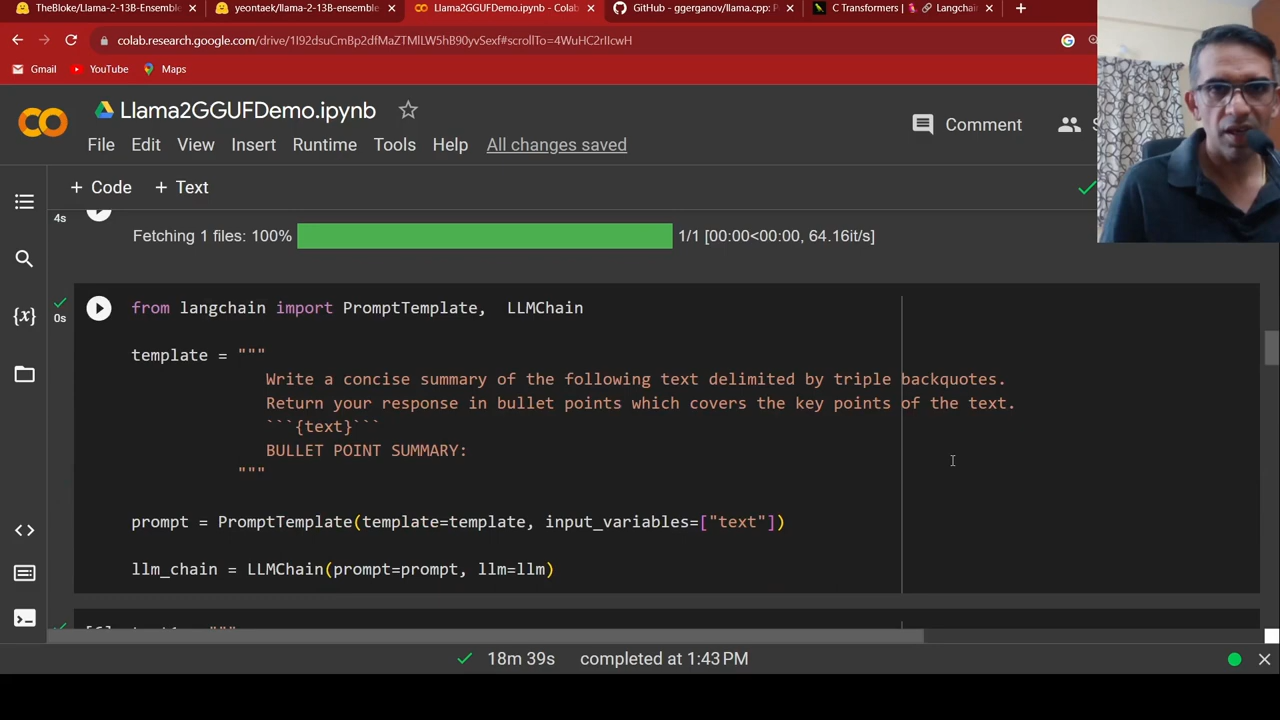 TheBloke/Llama-2-13B-Ensemble
yeontaek/llama-2-13B-ensemble
Llama2GGUFDemo.ipynb - Colab
GitHub - ggerganov/llama.cpp: P
C Transformers | 🦜🔗 Langchain
colab.research.google.com/drive/1I92dsuCmBp2dfMaZTMlLW5hB90yvSexf#scrollTo=4WuHC2rIIcwH
Gmail YouTube Maps
Llama2GGUFDemo.ipynb
File Edit View Insert Runtime Tools Help All changes saved
Comment
+ Code + Text
4s
Fetching 1 files: 100% 1/1 [00:00<00:00, 64.16it/s]
0s
from langchain import PromptTemplate, LLMChain
template = """
Write a concise summary of the following text delimited by triple backquotes.
Return your response in bullet points which covers the key points of the text.
```{text}```
BULLET POINT SUMMARY:
"""
prompt = PromptTemplate(template=template, input_variables=["text"])
llm_chain = LLMChain(prompt=prompt, llm=llm)
18m 39s completed at 1:43 PM